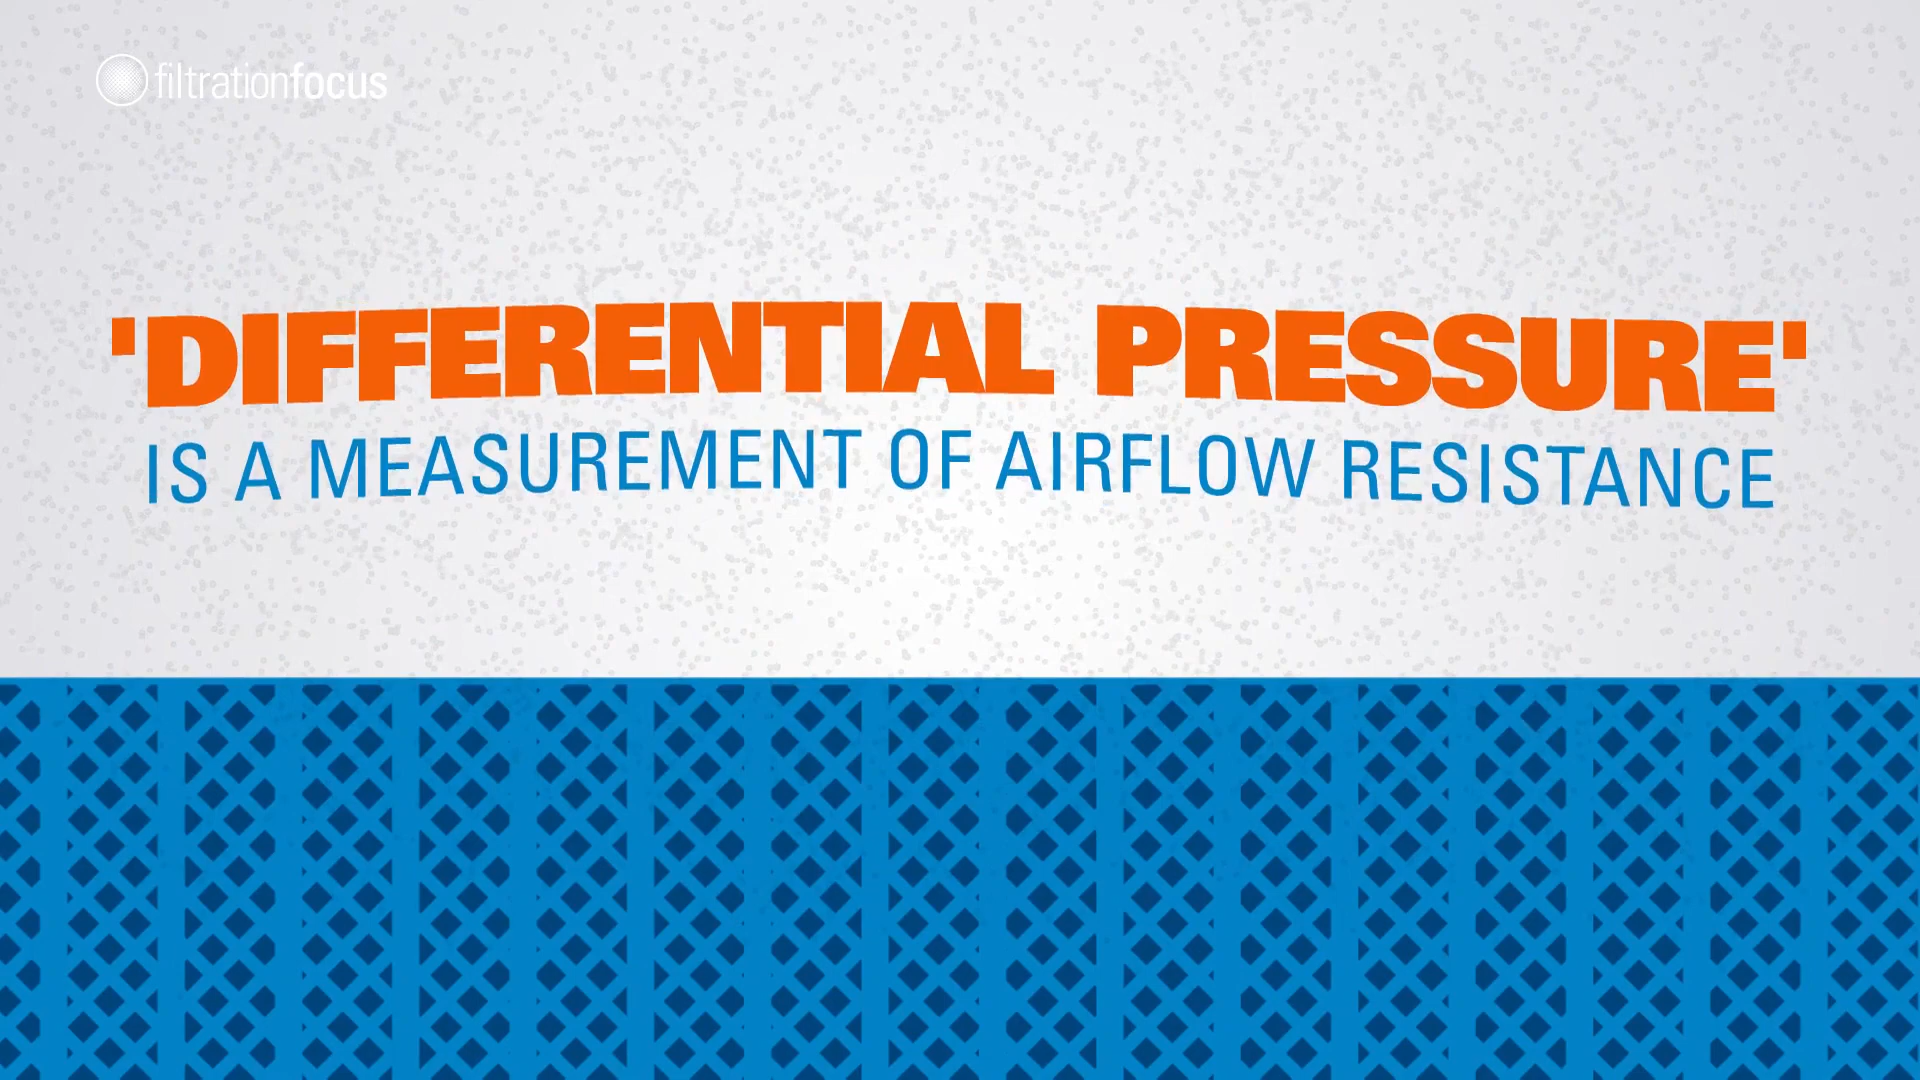 filtrationfocus
'DIFFERENTIAL PRESSURE'
IS A MEASUREMENT OF AIRFLOW RESISTANCE